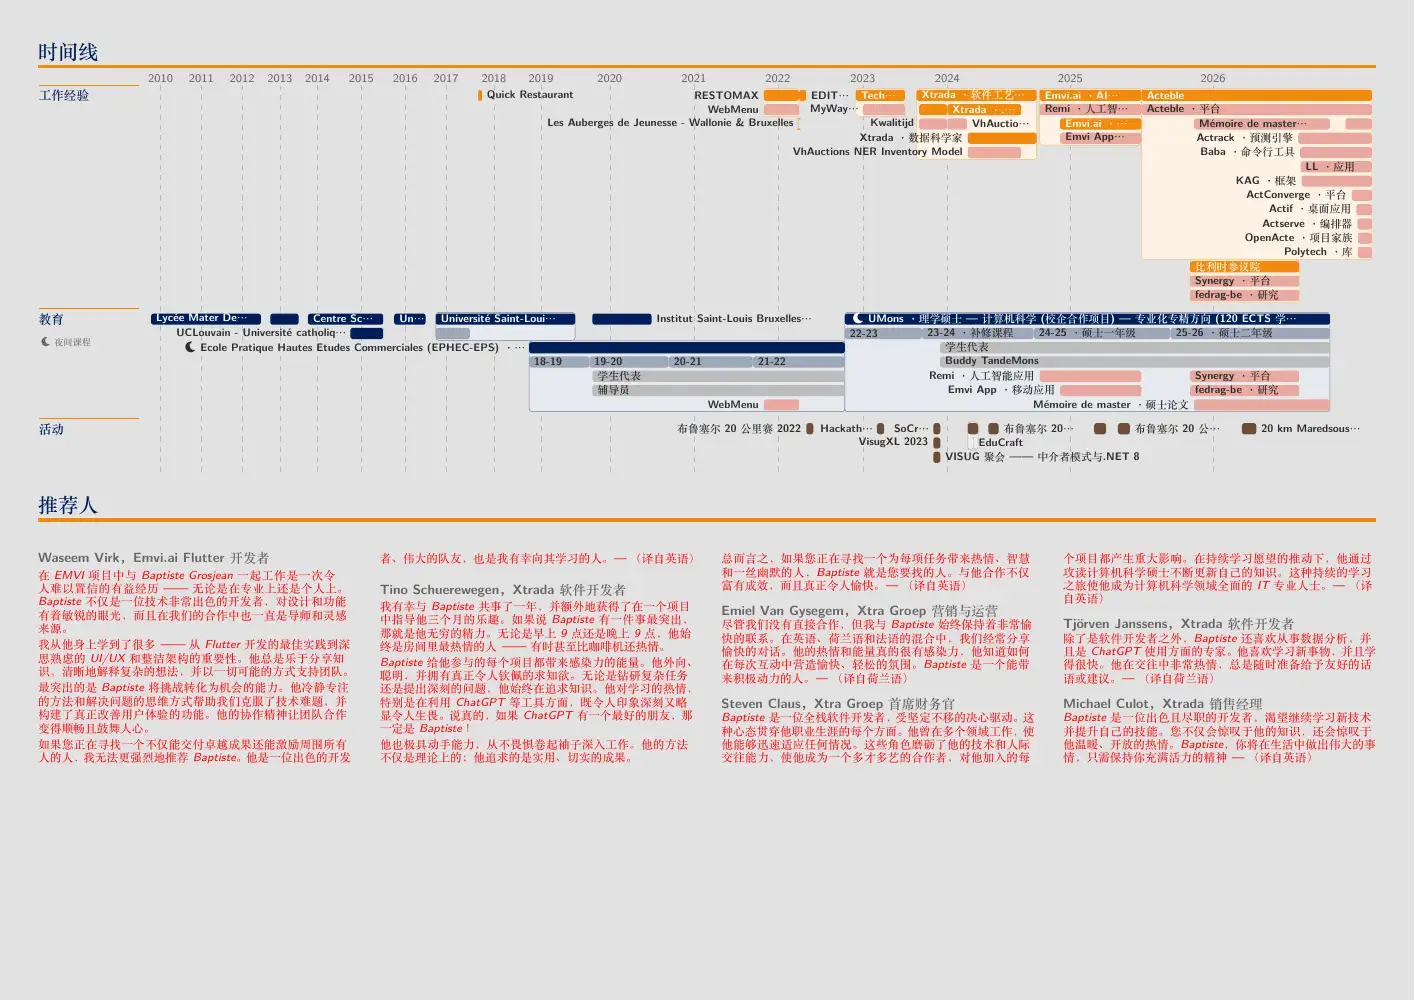 时间线
2010 2011 2012 2013 2014 2015 2016 2017 2018 2019 2020 2021 2022 2023 2024 2025 2026
工作经验
Quick Restaurant
RESTOMAX
EDIT···
Tech···
Xtrada · 软件工艺···
Emvi.ai · AI···
Acteble
WebMenu
MyWay···
Xtrada · ···
Remi · 人工智···
Acteble · 平台
Les Auberges de Jeunesse - Wallonie & Bruxelles
Kwalitijd
VhAuctio···
Emvi.ai · ···
Mémoire de master···
Xtrada · 数据科学家
Emvi App···
Actrack · 预测引擎
VhAuctions NER Inventory Model
Baba · 命令行工具
LL · 应用
KAG · 框架
ActConverge · 平台
Actif · 桌面应用
Actserve · 编排器
OpenActe · 项目家族
Polytech · 库
比利时参议院
Synergy · 平台
fedrag-be · 研究
教育
Lycée Mater De···
Centre Sc···
Un···
Université Saint-Loui···
Institut Saint-Louis Bruxelles···
UMons · 理学硕士 — 计算机科学 (校企合作项目) — 专业化专精方向 (120 ECTS 学···
UCLouvain - Université catholiq···
22-23
23-24 · 补修课程
24-25 · 硕士一年级
25-26 · 硕士二年级
夜间课程
Ecole Pratique Hautes Etudes Commerciales (EPHEC-EPS) · ···
学生代表
18-19
19-20
20-21
21-22
Buddy TandeMons
学生代表
Remi · 人工智能应用
Synergy · 平台
辅导员
Emvi App · 移动应用
fedrag-be · 研究
WebMenu
Mémoire de master · 硕士论文
活动
布鲁塞尔 20 公里赛 2022
Hackath···
SoCr···
布鲁塞尔 20···
布鲁塞尔 20 公···
20 km Maredsous···
VisugXL 2023
EduCraft
VISUG 聚会 —— 中介者模式与.NET 8
推荐人
Waseem Virk，Emvi.ai Flutter 开发者
在 EMVI 项目中与 Baptiste Grosjean 一起工作是一次令
人难以置信的有益经历 —— 无论是在专业上还是个人上。
Baptiste 不仅是一位技术非常出色的开发者，对设计和功能
有着敏锐的眼光，而且在我们的合作中也一直是导师和灵感
来源。
我从他身上学到了很多 —— 从 Flutter 开发的最佳实践到深
思熟虑的 UI/UX 和整洁架构的重要性。他总是乐于分享知
识，清晰地解释复杂的想法，并以一切可能的方式支持团队。
最突出的是 Baptiste 将挑战转化为机会的能力。他冷静专注
的方法和解决问题的思维方式帮助我们克服了技术难题，并
构建了真正改善用户体验的功能。他的协作精神让团队合作
变得顺畅且鼓舞人心。
如果您正在寻找一个不仅能交付卓越成果还能激励周围所有
人的人，我无法更强烈地推荐 Baptiste。他是一位出色的开发
者、伟大的队友，也是我有幸向其学习的人。— （译自英语）
Tino Schuerewegen，Xtrada 软件开发者
我有幸与 Baptiste 共事了一年，并额外地获得了在一个项目
中指导他三个月的乐趣。如果说 Baptiste 有一件事最突出，
那就是他无穷的精力。无论是早上 9 点还是晚上 9 点，他始
终是房间里最热情的人 —— 有时甚至比咖啡机还热情。
Baptiste 给他参与的每个项目都带来感染力的能量。他外向、
聪明，并拥有真正令人钦佩的求知欲。无论是钻研复杂任务
还是提出深刻的问题，他始终在追求知识。他对学习的热情，
特别是在利用 ChatGPT 等工具方面，既令人印象深刻又略
显令人生畏。说真的，如果 ChatGPT 有一个最好的朋友，那
一定是 Baptiste！
他也极具动手能力，从不畏惧卷起袖子深入工作。他的方法
不仅是理论上的；他追求的是实用、切实的成果。
总而言之，如果您正在寻找一个为每项任务带来热情、智慧
和一丝幽默的人，Baptiste 就是您要找的人。与他合作不仅
富有成效，而且真正令人愉快。— （译自英语）
Emiel Van Gysegem，Xtra Groep 营销与运营
尽管我们没有直接合作，但我与 Baptiste 始终保持着非常愉
快的联系。在英语、荷兰语和法语的混合中，我们经常分享
愉快的对话。他的热情和能量真的很有感染力，他知道如何
在每次互动中营造愉快、轻松的氛围。Baptiste 是一个能带
来积极动力的人。— （译自荷兰语）
Steven Claus，Xtra Groep 首席财务官
Baptiste 是一位全栈软件开发者，受坚定不移的决心驱动。这
种心态贯穿他职业生涯的每个方面。他曾在多个领域工作，使
他能够迅速适应任何情况。这些角色磨砺了他的技术和人际
交往能力，使他成为一个多才多艺的合作者，对他加入的每
个项目都产生重大影响。在持续学习愿望的推动下，他通过
攻读计算机科学硕士不断更新自己的知识。这种持续的学习
之旅使他成为计算机科学领域全面的 IT 专业人士。— （译
自英语）
Tjörven Janssens，Xtrada 软件开发者
除了是软件开发者之外，Baptiste 还喜欢从事数据分析，并
且是 ChatGPT 使用方面的专家。他喜欢学习新事物，并且学
得很快。他在交往中非常热情，总是随时准备给予友好的话
语或建议。— （译自荷兰语）
Michael Culot，Xtrada 销售经理
Baptiste 是一位出色且尽职的开发者，渴望继续学习新技术
并提升自己的技能。您不仅会惊叹于他的知识，还会惊叹于
他温暖、开放的热情。Baptiste，你将在生活中做出伟大的事
情，只需保持你充满活力的精神 — （译自英语）